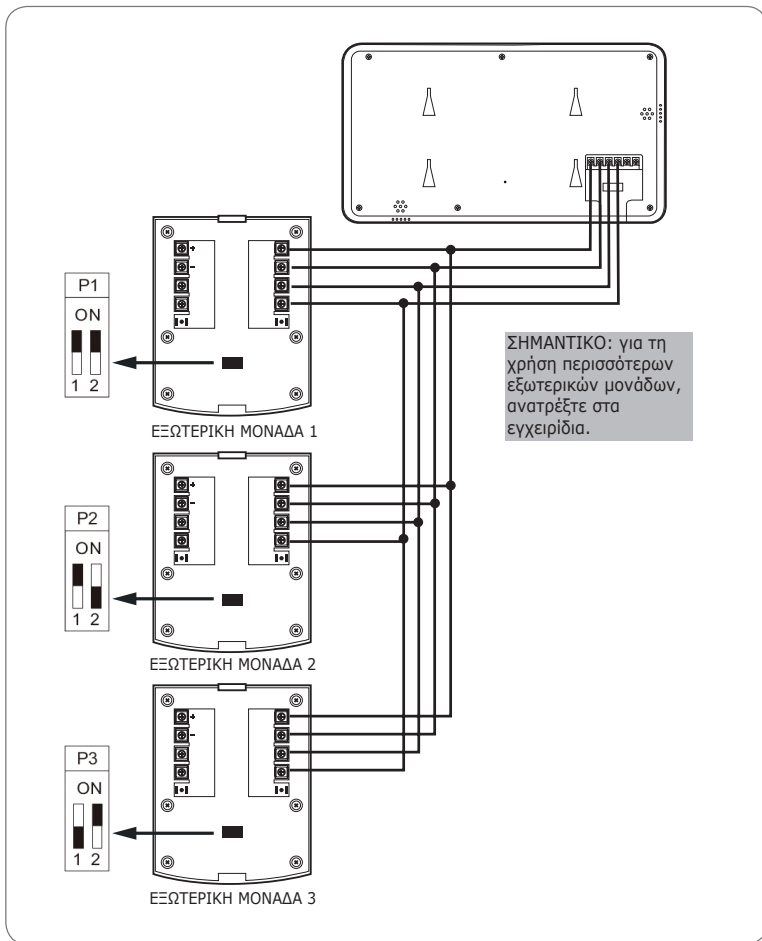 +
-
P1
ON
1 2
ΕΞΩΤΕΡΙΚΗ ΜΟΝΑΔΑ 1
ΣΗΜΑΝΤΙΚΟ: για τη
χρήση περισσότερων
εξωτερικών μονάδων,
ανατρέξτε στα
εγχειρίδια.
+
-
P2
ON
1 2
ΕΞΩΤΕΡΙΚΗ ΜΟΝΑΔΑ 2
+
-
P3
ON
1 2
ΕΞΩΤΕΡΙΚΗ ΜΟΝΑΔΑ 3